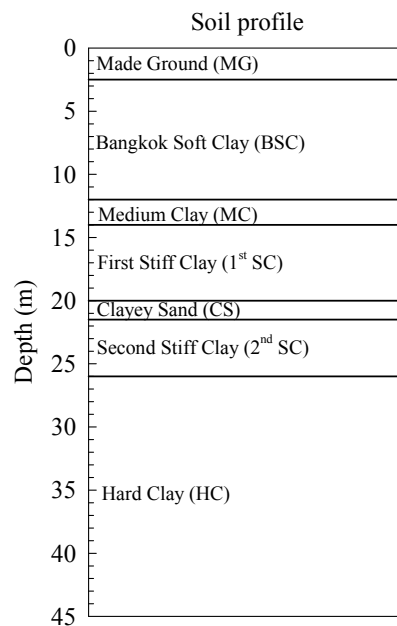 Soil profile
0
Made Ground (MG)
5
Bangkok Soft Clay (BSC)
10
Medium Clay (MC)
15
First Stiff Clay (1st SC)
20
Clayey Sand (CS)
Second Stiff Clay (2nd SC)
25
30
35
Hard Clay (HC)
40
45
Depth (m)